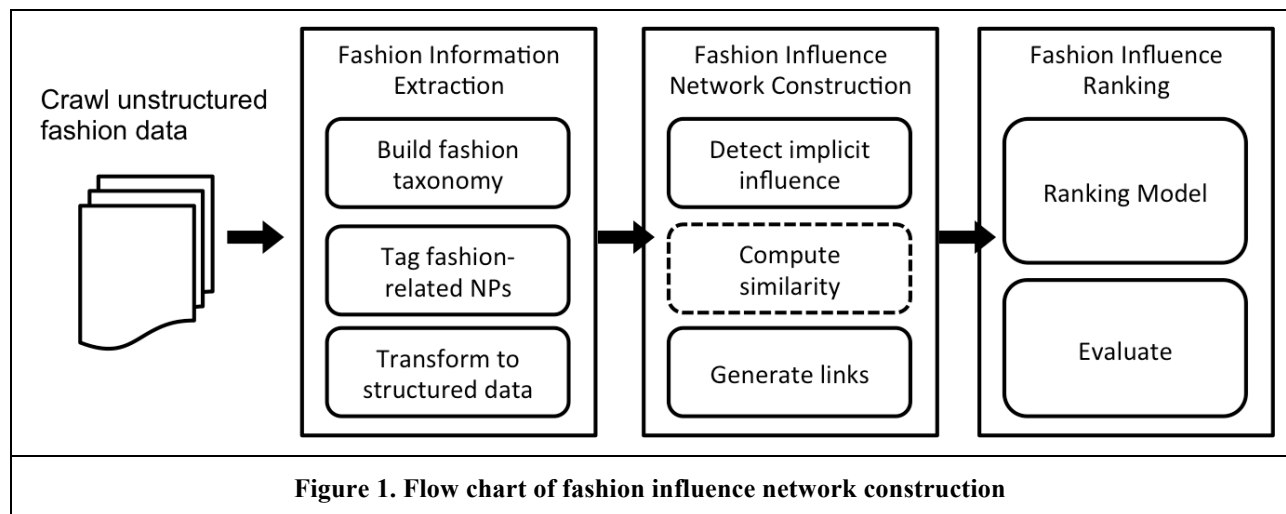 Crawl unstructured
fashion data
Fashion Information
Extraction
Build fashion
taxonomy
Tag fashion-
related NPs
Transform to
structured data
Fashion Influence
Network Construction
Detect implicit
influence
Compute
similarity
Generate links
Fashion Influence
Ranking
Ranking Model
Evaluate
Figure 1. Flow chart of fashion influence network construction